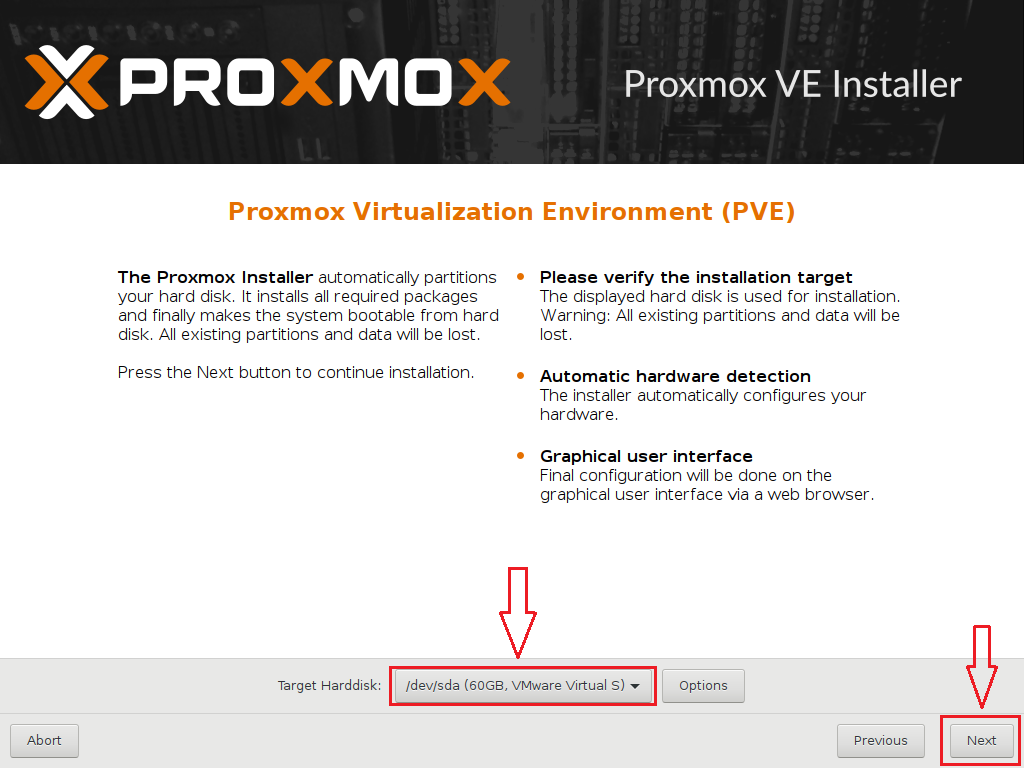 PROXMOX
Proxmox VE Installer
Proxmox Virtualization Environment (PVE)
The Proxmox Installer automatically partitions
your hard disk. It installs all required packages
and finally makes the system bootable from hard
disk. All existing partitions and data will be lost.
Press the Next button to continue installation.
Please verify the installation target
The displayed hard disk is used for installation.
Warning: All existing partitions and data will be
lost.
Automatic hardware detection
The installer automatically configures your
hardware.
Graphical user interface
Final configuration will be done on the
graphical user interface via a web browser.
Target Harddisk: /dev/sda (60GB, VMware Virtual S) Options
Abort Previous Next